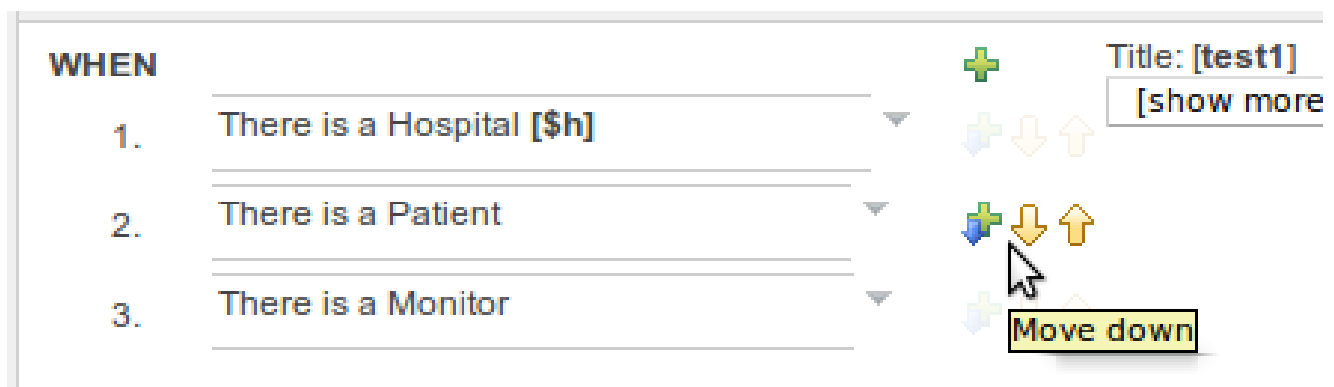 WHEN
Title: [test1]
[show more
1. There is a Hospital [$h]
2. There is a Patient
3. There is a Monitor
Move down